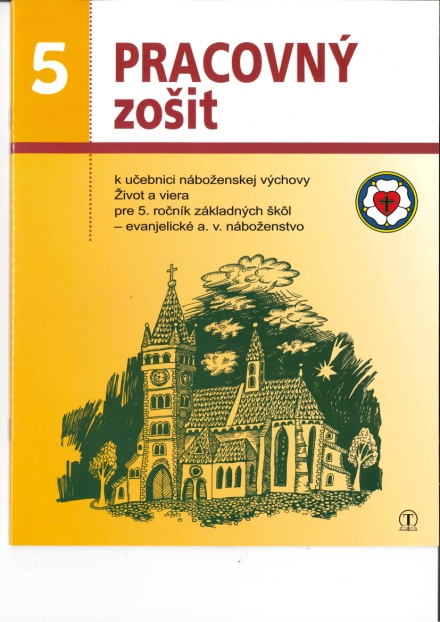 5
PRACOVNÝ
zošit
k učebnici náboženskej výchovy
Život a viera
pre 5. ročník základných škôl
– evanjelické a. v. náboženstvo
T